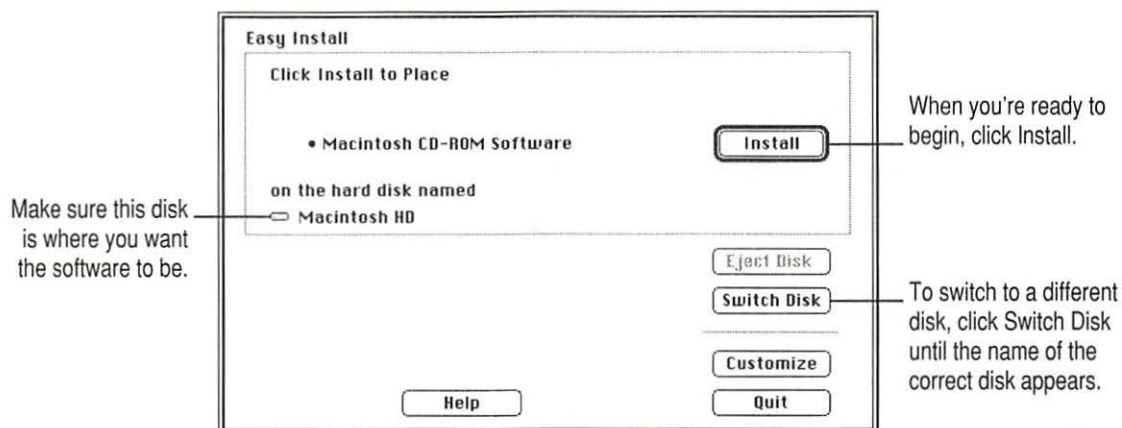 Easy Install
Click Install to Place
• Macintosh CD-ROM Software
Install
on the hard disk named
Macintosh HD
Eject Disk
Switch Disk
Customize
Help
Quit
Make sure this disk
is where you want
the software to be.
When you're ready to
begin, click Install.
To switch to a different
disk, click Switch Disk
until the name of the
correct disk appears.